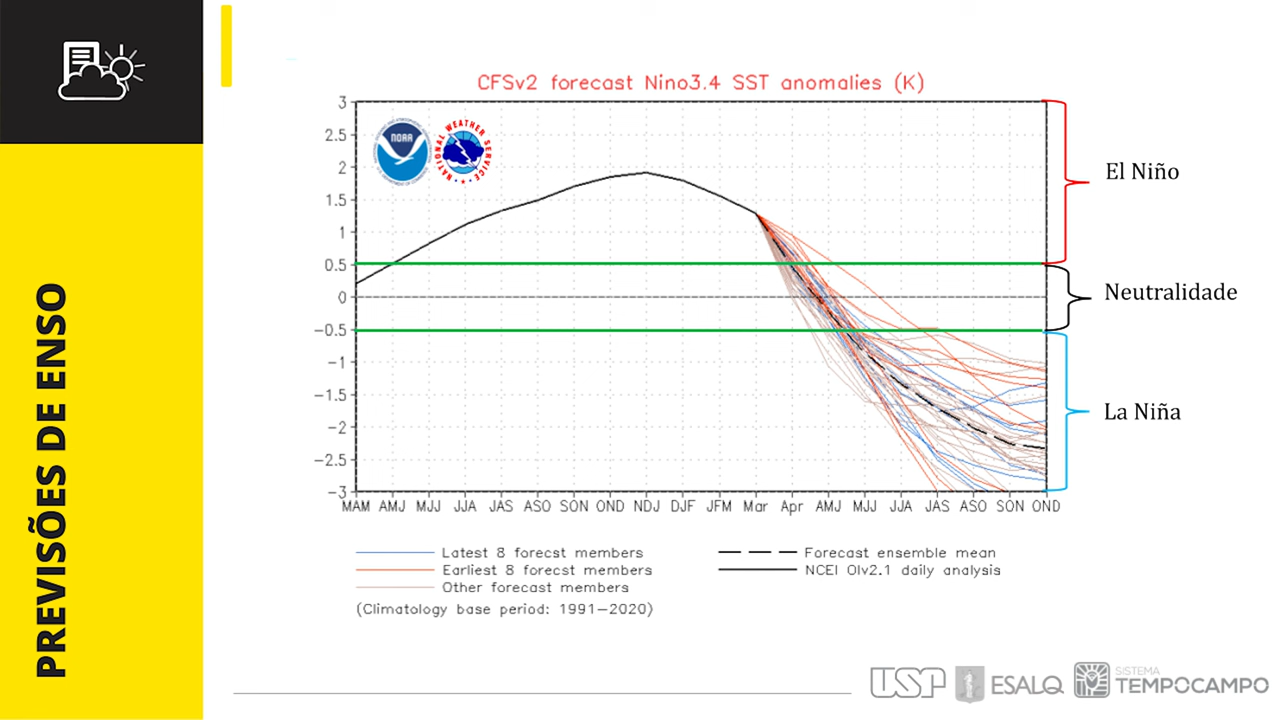 PREVISÕES DE ENSO
CFSv2 forecast Nino3.4 SST anomalies (K)
3
2.5
2
1.5
1
0.5
0
−0.5
−1
−1.5
−2
−2.5
−3
NOAA
NATIONAL WEATHER SERVICE
El Niño
Neutralidade
La Niña
MAM AMJ MJJ JJA JAS ASO SON OND NDJ DJF JFM Mar Apr AMJ MJJ JJA JAS ASO SON OND
Latest 8 forecst members
Earliest 8 forecst members
Other forecast members
(Climatology base period: 1991−2020)
Forecast ensemble mean
NCEI OIv2.1 daily analysis
USP ESALQ SISTEMA
TEMPOCAMPO